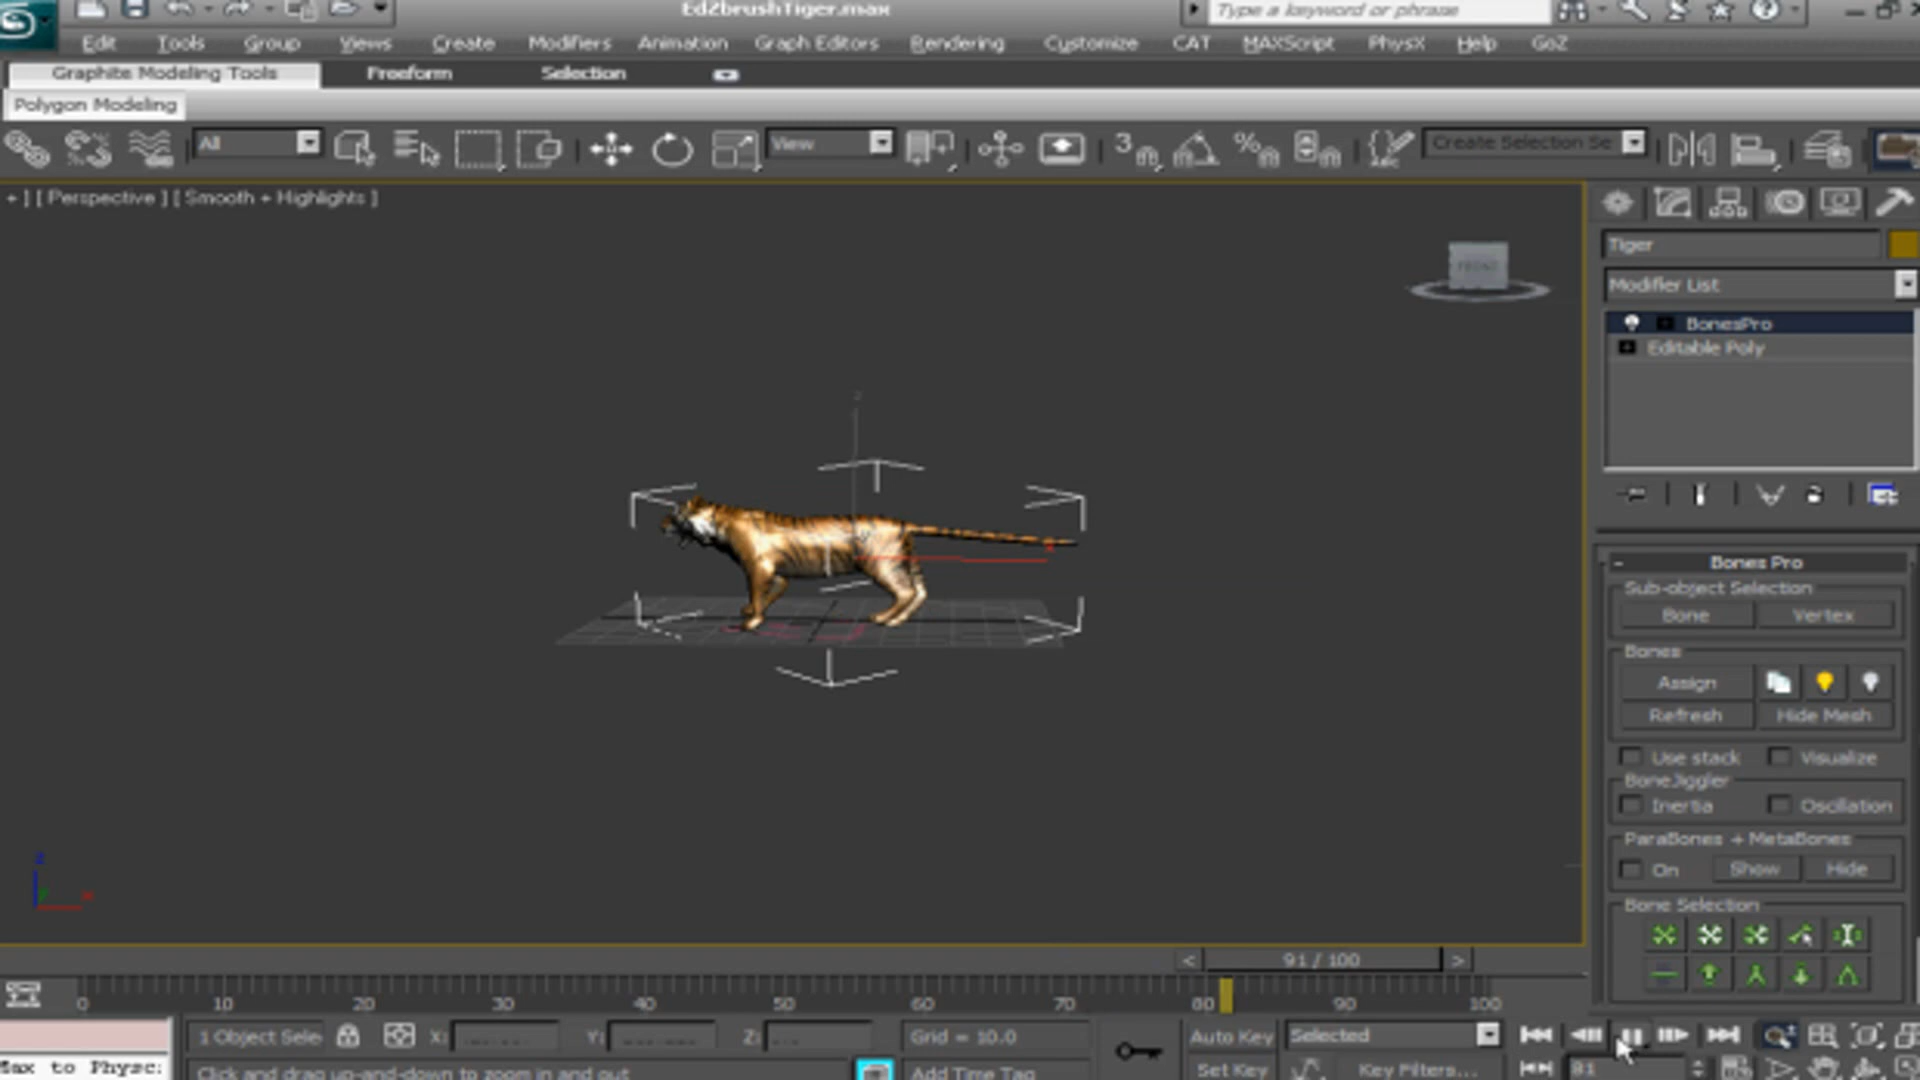 EdZbrushTiger.max
Type a keyword or phrase
Edit Tools Group Views Create Modifiers Animation Graph Editors Rendering Customize CAT MAXScript PhysX Help GoZ
Graphite Modeling Tools Freeform Selection
Polygon Modeling
All View 3 Create Selection Se
+ ] [ Perspective ] [ Smooth + Highlights ]
FRONT
Tiger
Modifier List
BonesPro
Editable Poly
Bones Pro
Sub-object Selection
Bone Vertex
Bones
Assign
Refresh Hide Mesh
Use stack Visualize
BoneJiggler
Inertia Oscillation
ParaBones + MetaBones
On Show Hide
Bone Selection
< 91 / 100 >
0 10 20 30 40 50 60 70 80 90 100
1 Object Sele X: Y: Z: Grid = 10.0 Auto Key Selected
Max to Physc: Click and drag up-and-down to zoom in and out Add Time Tag Set Key Key Filters... 81